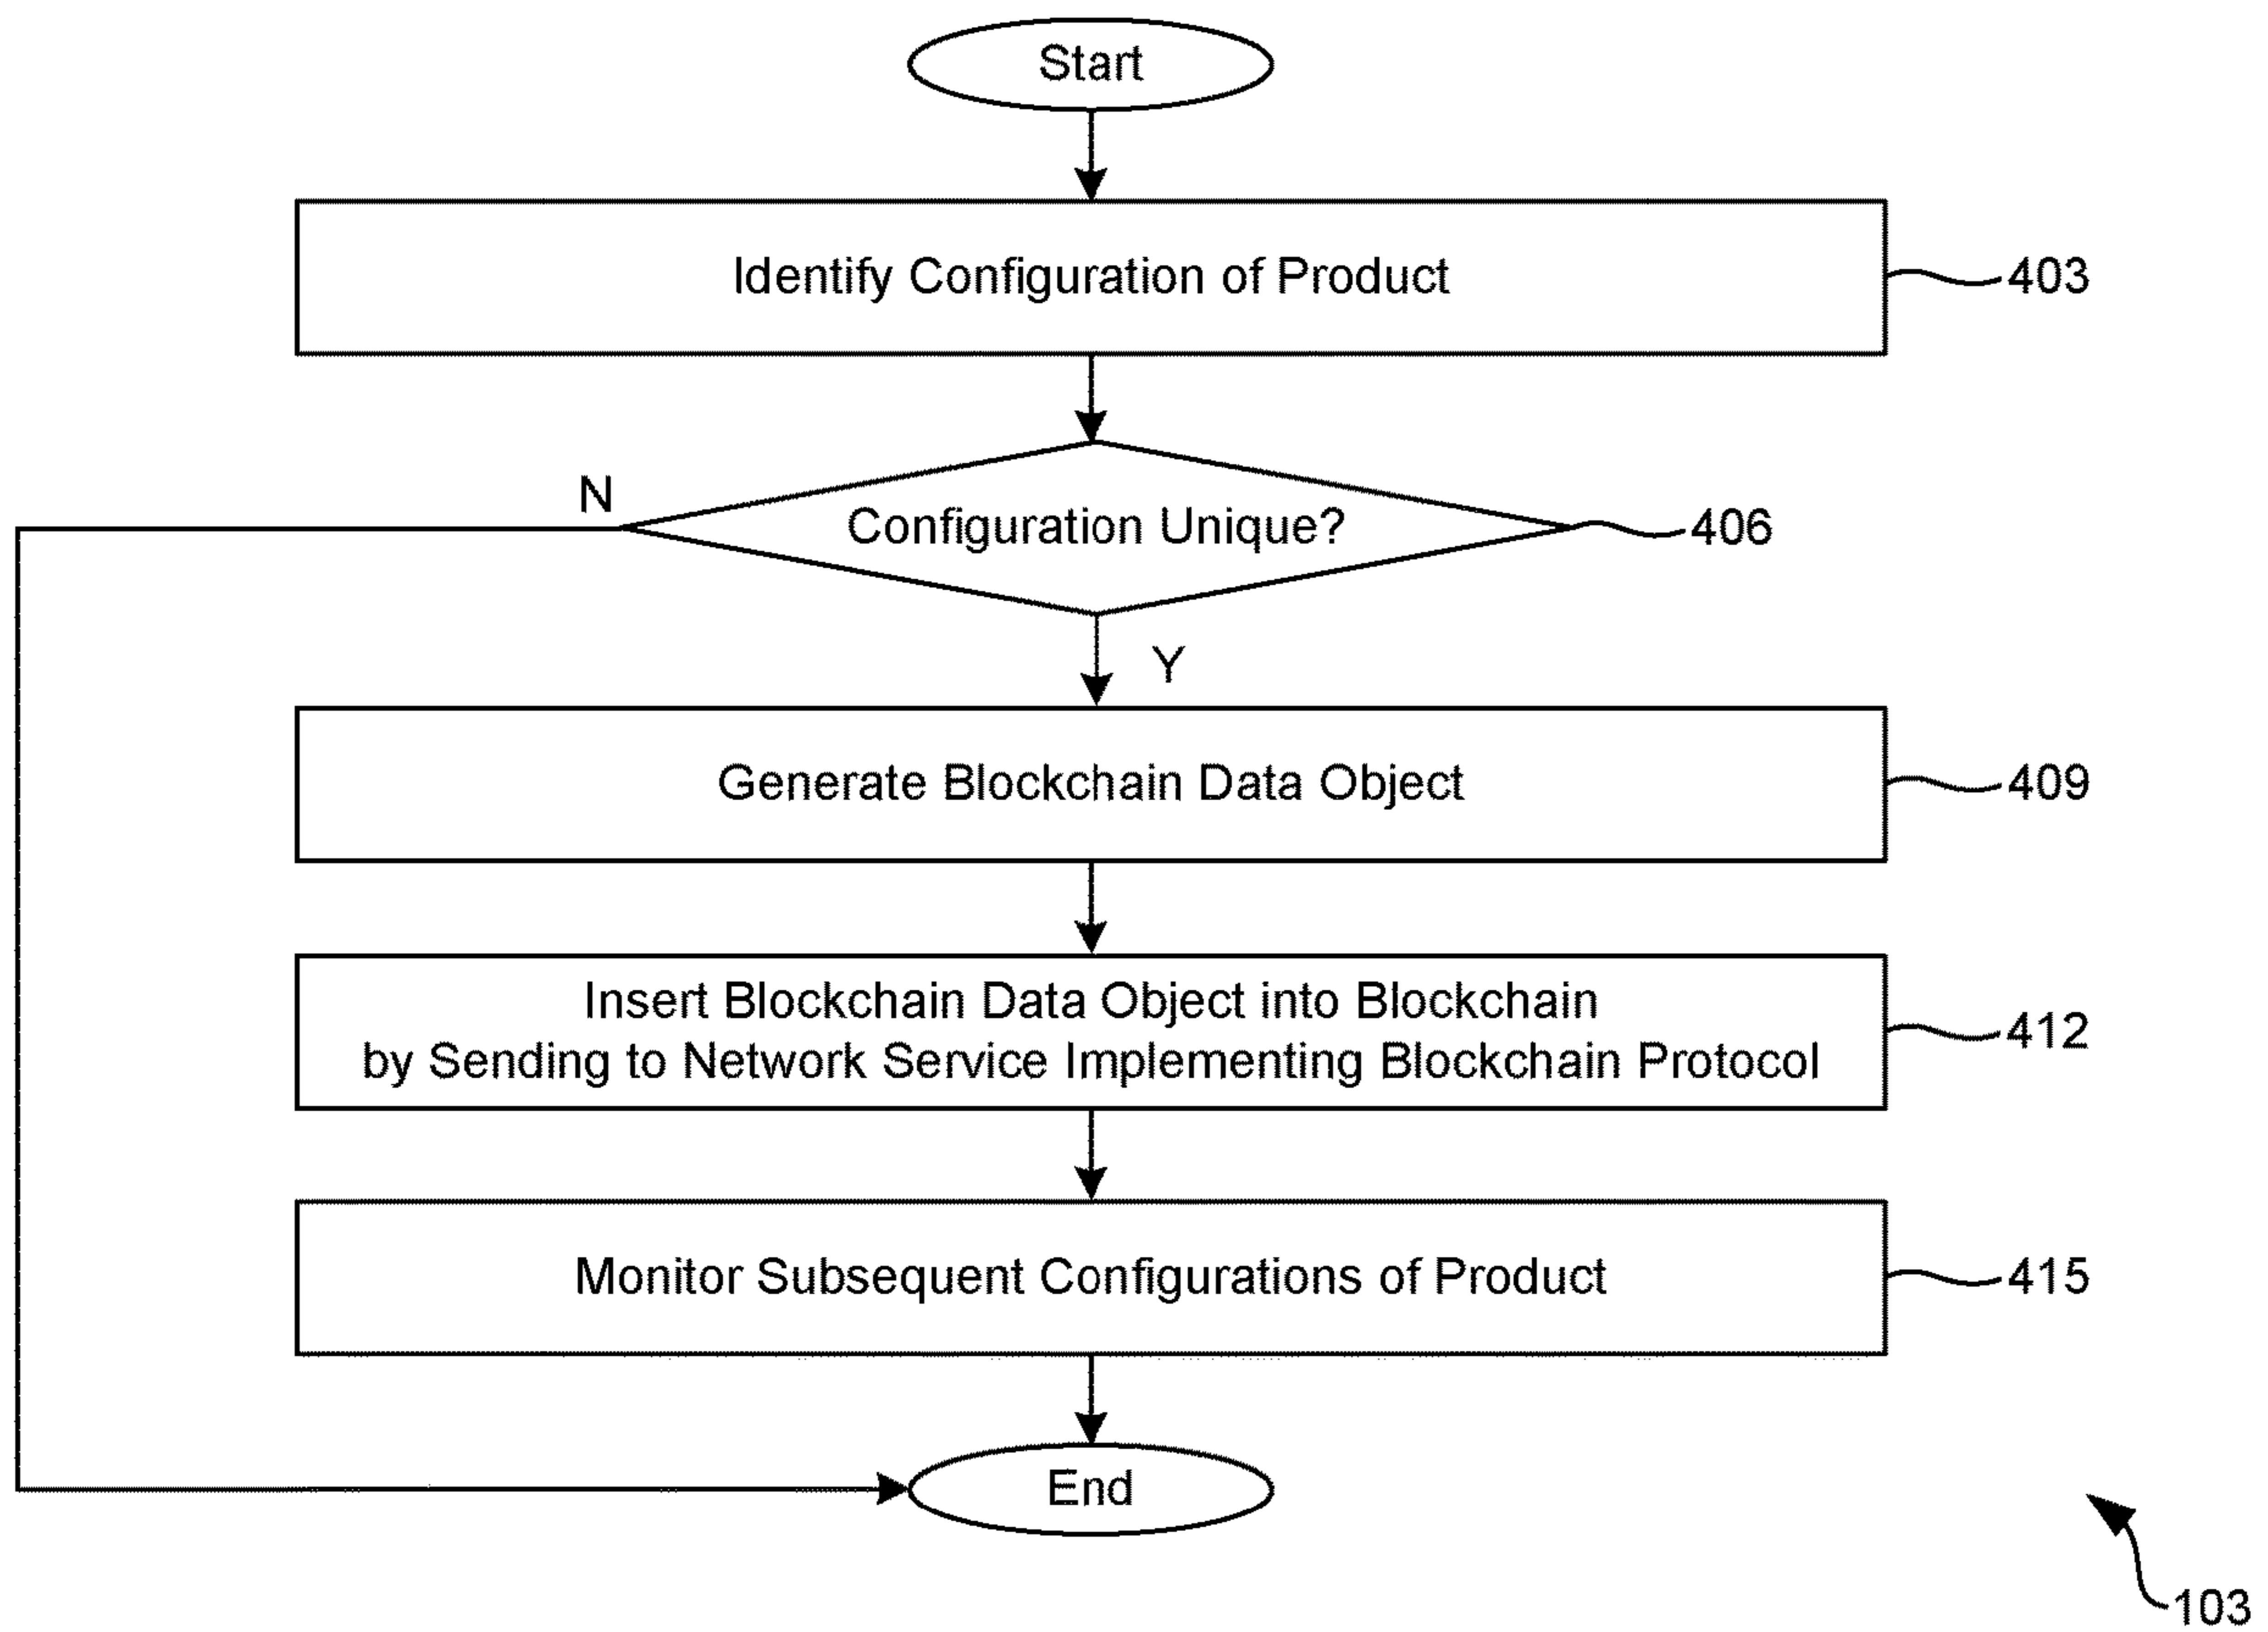 Start
Identify Configuration of Product
403
N
Configuration Unique?
406
Y
Generate Blockchain Data Object
409
Insert Blockchain Data Object into Blockchain
by Sending to Network Service Implementing Blockchain Protocol
412
Monitor Subsequent Configurations of Product
415
End
103